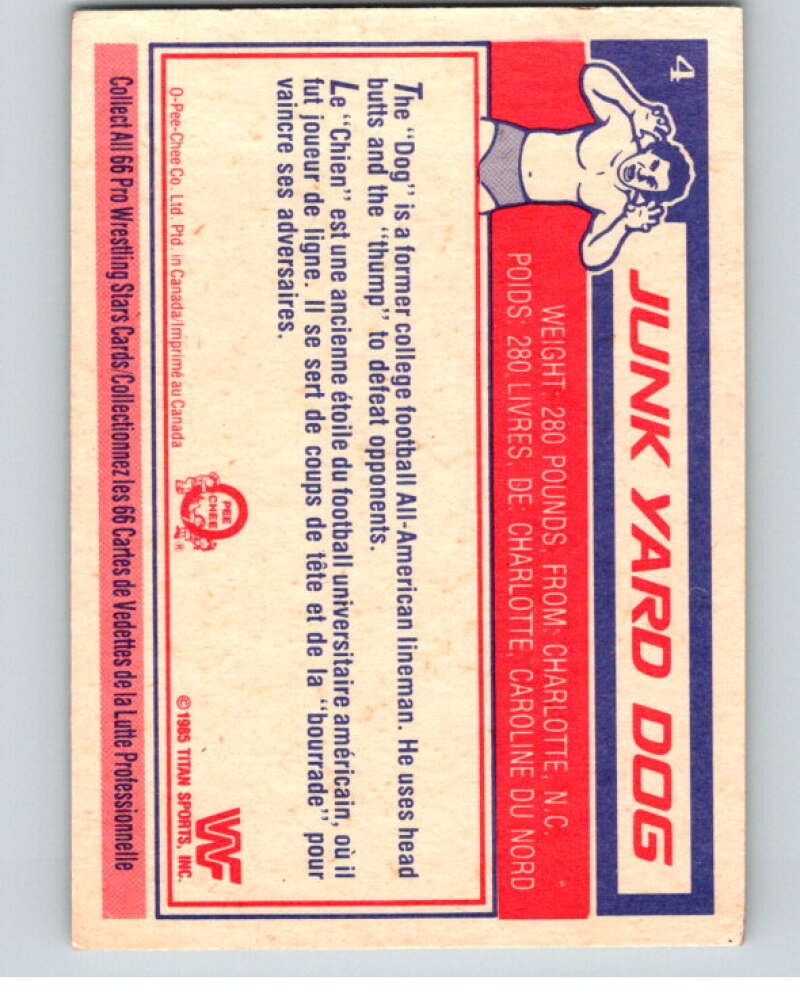 4
JUNK YARD DOG
WEIGHT: 280 POUNDS, FROM: CHARLOTTE, N.C.
POIDS: 280 LIVRES, DE: CHARLOTTE, CAROLINE DU NORD
The "Dog" is a former college football All-American lineman. He uses head
butts and the "thump" to defeat opponents.
Le "Chien" est une ancienne étoile du football universitaire américain, où il
fut joueur de ligne. Il se sert de coups de tête et de la "bourrade" pour
vaincre ses adversaires.
O-PEE-CHEE
®
WF
O-Pee-Chee Co. Ltd. Ptd. in Canada/Imprimé au Canada
©1985 TITAN SPORTS, INC.
Collect All 66 Pro Wrestling Stars Cards/Collectionnez les 66 Cartes de Vedettes de la Lutte Professionnelle